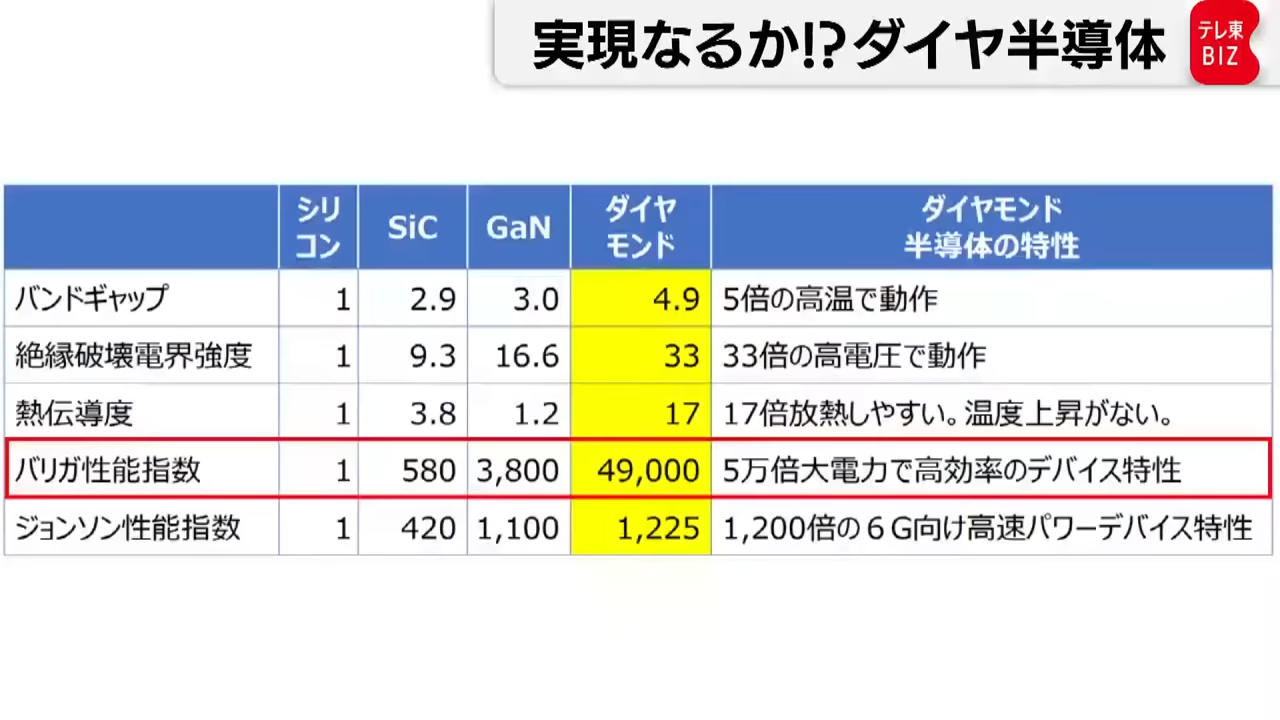 実現なるか!?ダイヤ半導体
テレ東
BIZ
シリコン SiC GaN ダイヤモンド ダイヤモンド半導体の特性
バンドギャップ 1 2.9 3.0 4.9 5倍の高温で動作
絶縁破壊電界強度 1 9.3 16.6 33 33倍の高電圧で動作
熱伝導度 1 3.8 1.2 17 17倍放熱しやすい。温度上昇がない。
バリガ性能指数 1 580 3,800 49,000 5万倍大電力で高効率のデバイス特性
ジョンソン性能指数 1 420 1,100 1,225 1,200倍の6G向け高速パワーデバイス特性